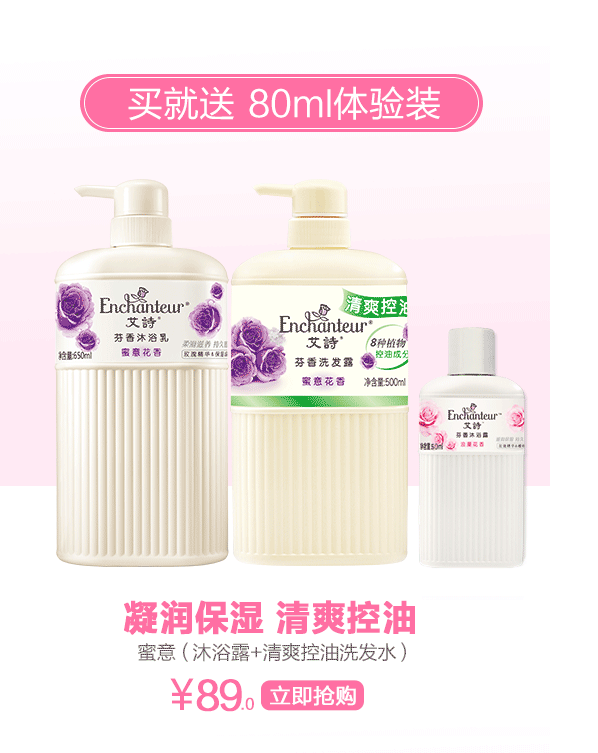 买就送 80ml体验装
Enchanteur®
艾詩®
芬香沐浴乳
净含量:650ml
蜜意花香
Enchanteur®
艾詩®
芬香洗发露
蜜意花香
清爽控油
8种植物
控油成分
净含量:500ml
Enchanteur™
艾詩®
芬香沐浴露
凝润保湿 清爽控油
蜜意（沐浴露+清爽控油洗发水）
¥89.0 立即抢购